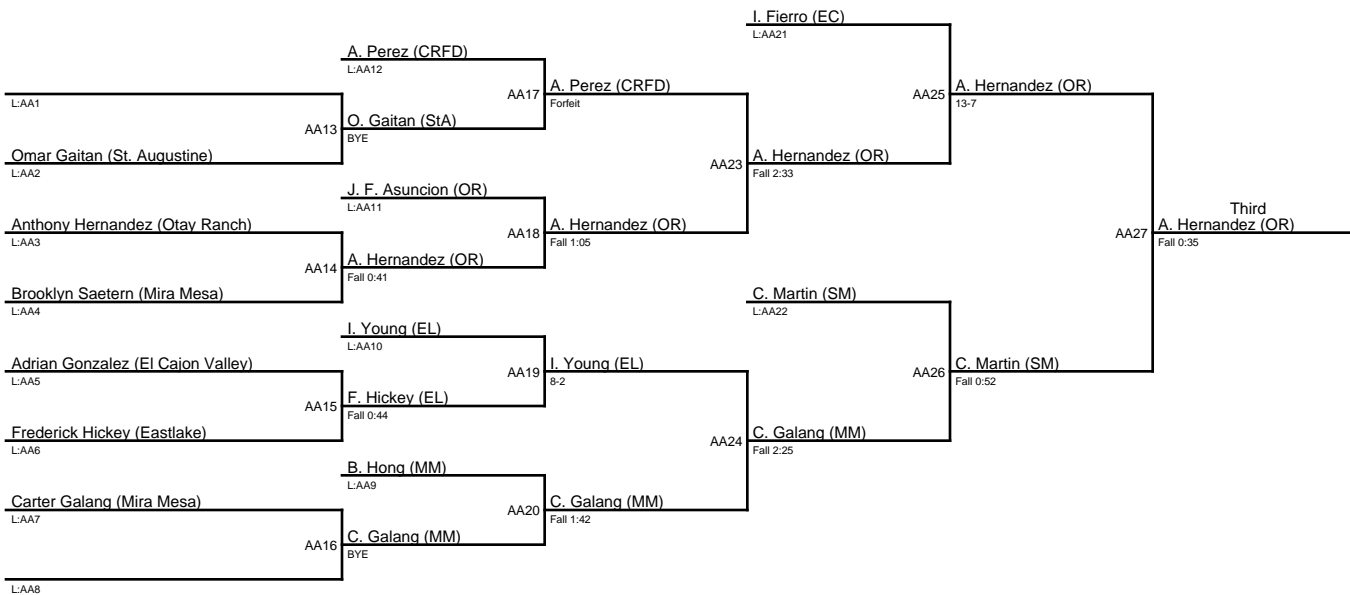 I. Fierro (EC)
L:AA21
A. Perez (CRFD)
L:AA12
AA17
A. Perez (CRFD)
Forfeit
AA25
A. Hernandez (OR)
13-7
L:AA1
AA13
O. Gaitan (StA)
BYE
Omar Gaitan (St. Augustine)
L:AA2
AA23
A. Hernandez (OR)
Fall 2:33
J. F. Asuncion (OR)
L:AA11
Anthony Hernandez (Otay Ranch)
L:AA3
AA18
A. Hernandez (OR)
Fall 1:05
AA27
Third
A. Hernandez (OR)
Fall 0:35
AA14
A. Hernandez (OR)
Fall 0:41
Brooklyn Saetern (Mira Mesa)
L:AA4
C. Martin (SM)
L:AA22
I. Young (EL)
L:AA10
Adrian Gonzalez (El Cajon Valley)
L:AA5
AA19
I. Young (EL)
8-2
AA26
C. Martin (SM)
Fall 0:52
AA15
F. Hickey (EL)
Fall 0:44
Frederick Hickey (Eastlake)
L:AA6
AA24
C. Galang (MM)
Fall 2:25
B. Hong (MM)
L:AA9
Carter Galang (Mira Mesa)
L:AA7
AA20
C. Galang (MM)
Fall 1:42
AA16
C. Galang (MM)
BYE
L:AA8